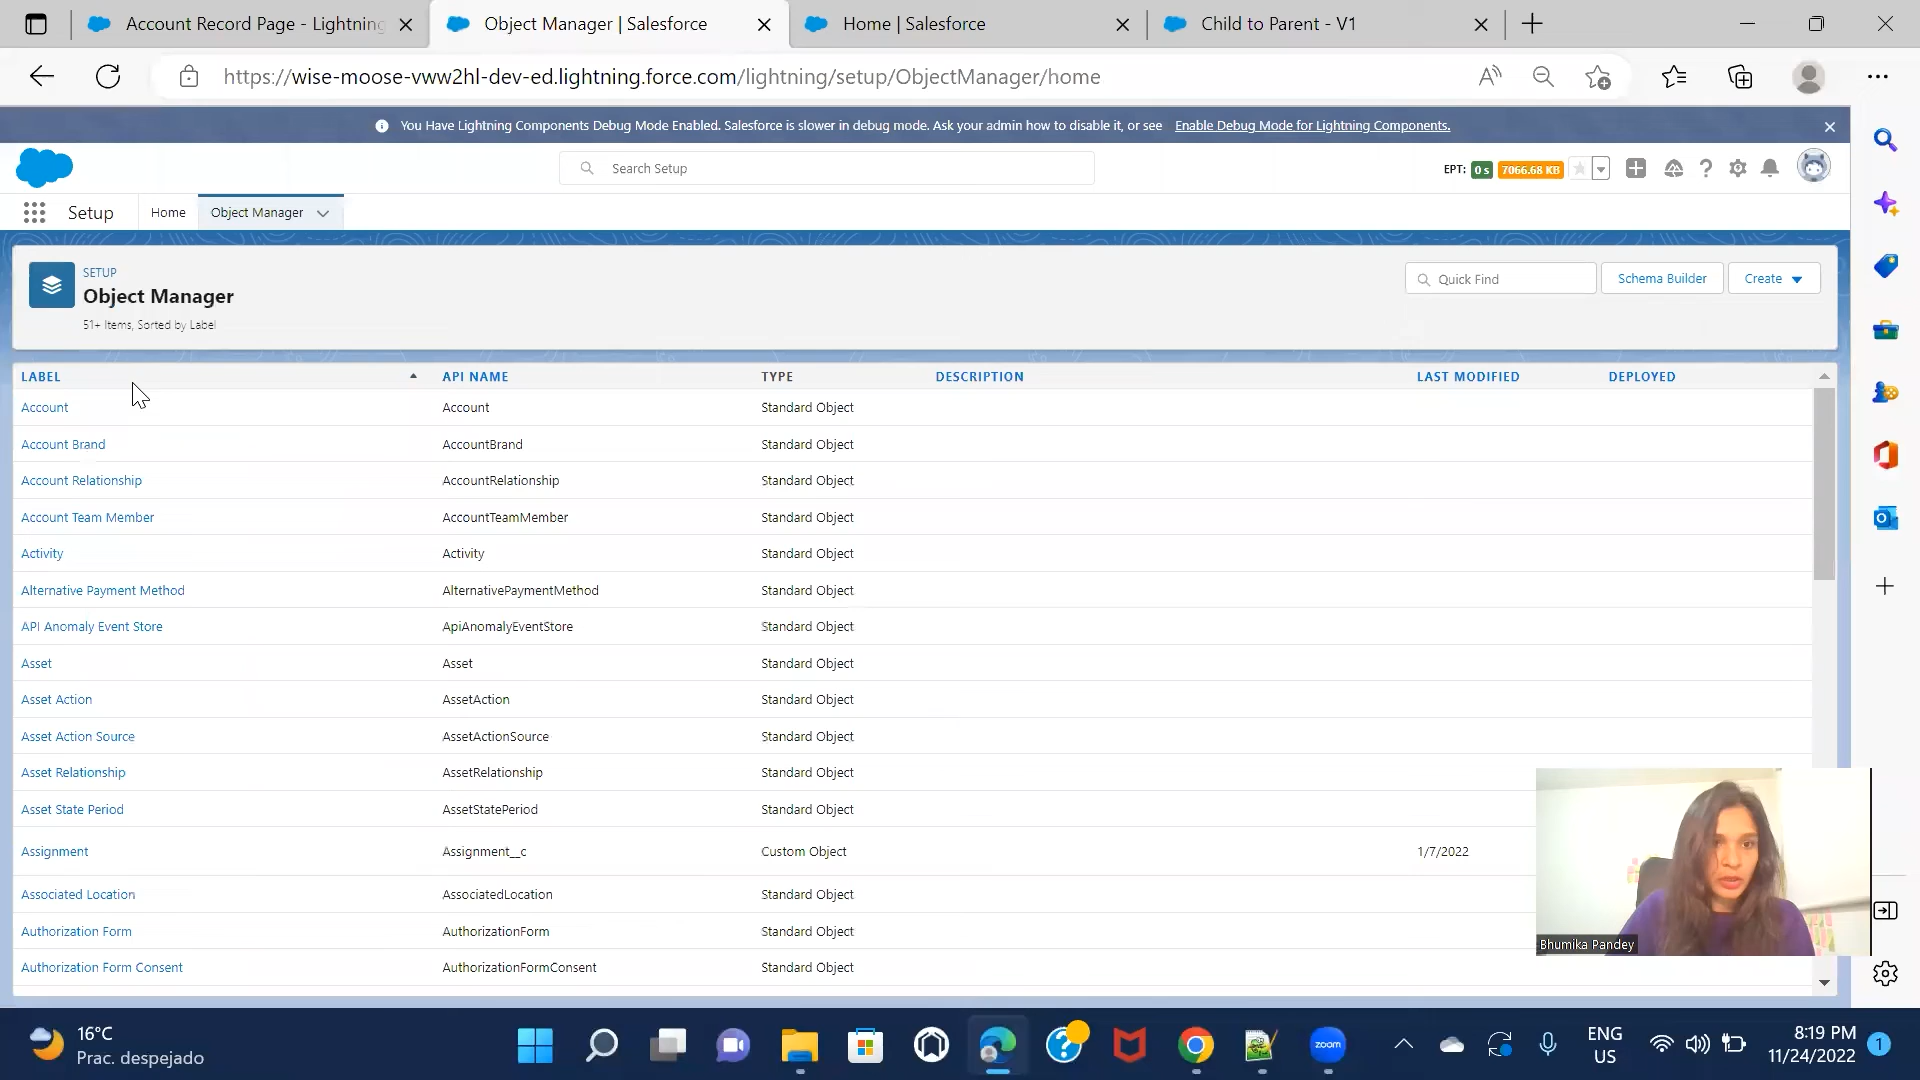 Account Record Page - Lightning
Object Manager | Salesforce
Home | Salesforce
Child to Parent - V1
https://wise-moose-vww2hl-dev-ed.lightning.force.com/lightning/setup/ObjectManager/home
You Have Lightning Components Debug Mode Enabled. Salesforce is slower in debug mode. Ask your admin how to disable it, or see Enable Debug Mode for Lightning Components.
Search Setup
EPT: 0 s 7066.68 KB
Setup Home Object Manager
SETUP
Object Manager
51+ Items, Sorted by Label
Quick Find
Schema Builder
Create
LABEL API NAME TYPE DESCRIPTION LAST MODIFIED DEPLOYED
Account Account Standard Object
Account Brand AccountBrand Standard Object
Account Relationship AccountRelationship Standard Object
Account Team Member AccountTeamMember Standard Object
Activity Activity Standard Object
Alternative Payment Method AlternativePaymentMethod Standard Object
API Anomaly Event Store ApiAnomalyEventStore Standard Object
Asset Asset Standard Object
Asset Action AssetAction Standard Object
Asset Action Source AssetActionSource Standard Object
Asset Relationship AssetRelationship Standard Object
Asset State Period AssetStatePeriod Standard Object
Assignment Assignment__c Custom Object 1/7/2022
Associated Location AssociatedLocation Standard Object
Authorization Form AuthorizationForm Standard Object
Authorization Form Consent AuthorizationFormConsent Standard Object
Bhumika Pandey
16°C
Prac. despejado
zoom
ENG
US
8:19 PM
11/24/2022
1